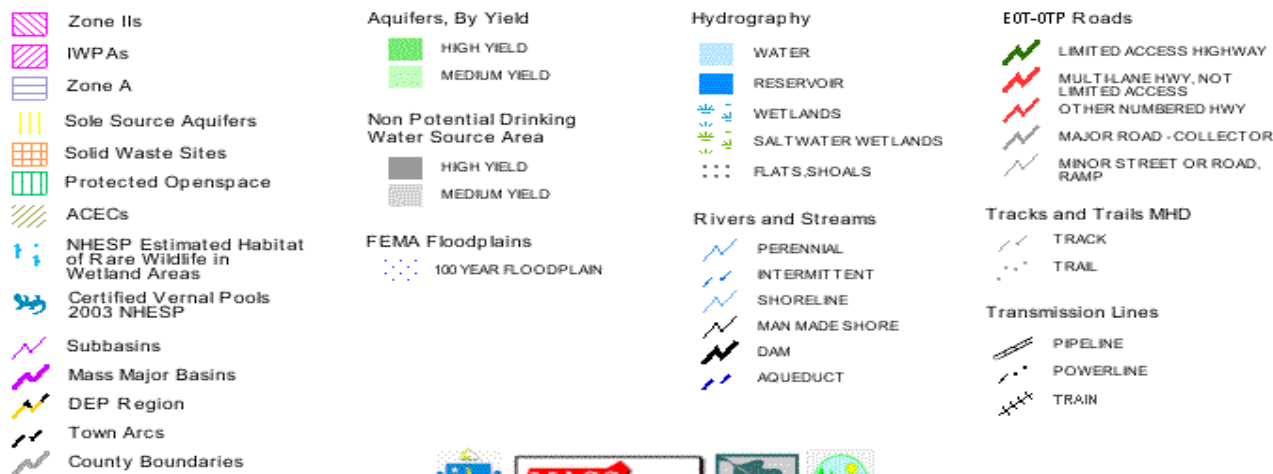 Zone IIs
IWPAs
Zone A
Sole Source Aquifers
Solid Waste Sites
Protected Openspace
ACECs
NHESP Estimated Habitat
of Rare Wildlife in
Wetland Areas
Certified Vernal Pools
2003 NHESP
Subbasins
Mass Major Basins
DEP Region
Town Arcs
County Boundaries
Aquifers, By Yield
HIGH YIELD
MEDIUM YIELD
Non Potential Drinking
Water Source Area
HIGH YIELD
MEDIUM YIELD
FEMA Floodplains
100 YEAR FLOODPLAIN
Hydrography
WATER
RESERVOIR
WETLANDS
SALTWATER WETLANDS
FLATS,SHOALS
Rivers and Streams
PERENNIAL
INTERMITTENT
SHORELINE
MAN MADE SHORE
DAM
AQUEDUCT
EOT-OTP Roads
LIMITED ACCESS HIGHWAY
MULTI-LANE HWY, NOT
LIMITED ACCESS
OTHER NUMBERED HWY
MAJOR ROAD - COLLECTOR
MINOR STREET OR ROAD,
RAMP
Tracks and Trails MHD
TRACK
TRAIL
Transmission Lines
PIPELINE
POWERLINE
TRAIN